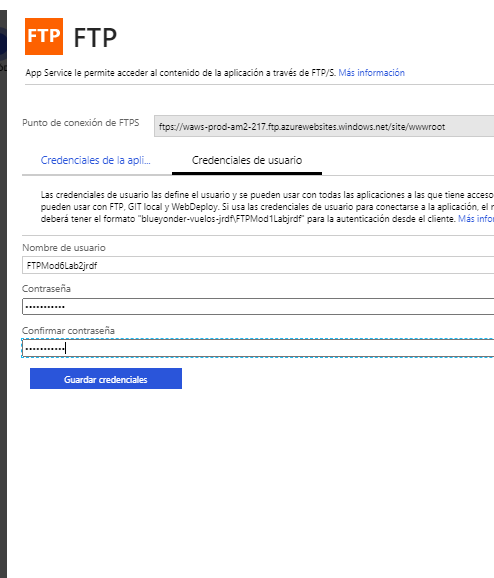 FTP FTP
App Service le permite acceder al contenido de la aplicación a través de FTP/S. Más información
Punto de conexión de FTPS
ftps://waws-prod-am2-217.ftp.azurewebsites.windows.net/site/wwwroot
Credenciales de la apli... Credenciales de usuario
Las credenciales de usuario las define el usuario y se pueden usar con todas las aplicaciones a las que tiene acceso
pueden usar con FTP, GIT local y WebDeploy. Si usa las credenciales de usuario para conectarse a la aplicación, el
deberá tener el formato "blueyonder-vuelos-jrdf\FTPMod1Labjrdf" para la autenticación desde el cliente. Más infor
Nombre de usuario
FTPMod6Lab2jrdf
Contraseña
Confirmar contraseña
Guardar credenciales